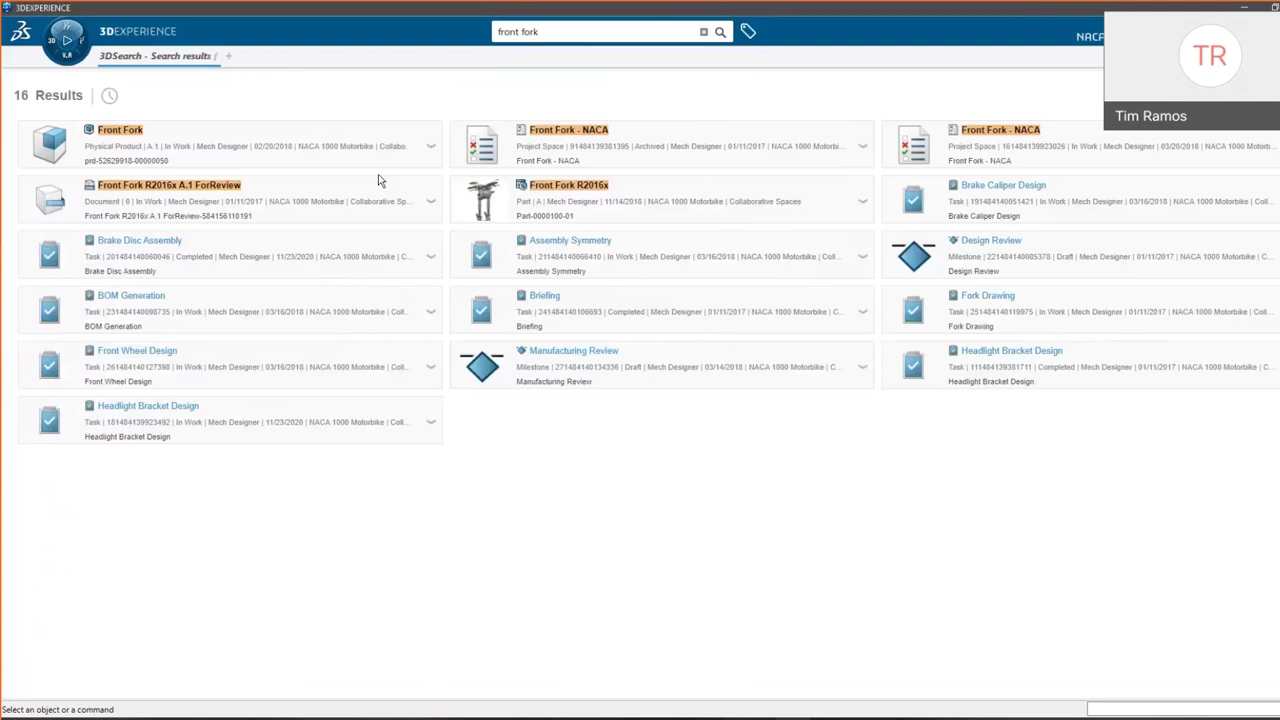 3DEXPERIENCE
3DEXPERIENCE
front fork
3D
V.R
NACA
3DSearch - Search results
+
TR
Tim Ramos
16 Results
Front Fork
Physical Product | A.1 | In Work | Mech Designer | 02/20/2018 | NACA 1000 Motorbike | Collabo.
prd-52629918-00000050
Front Fork - NACA
Project Space | 91484139381395 | Archived | Mech Designer | 01/11/2017 | NACA 1000 Motorb...
Front Fork - NACA
Front Fork - NACA
Project Space | 161484139923026 | In Work | Mech Designer | 03/20/2018 | NACA 1000 Motor...
Front Fork - NACA
Front Fork R2016x A.1 ForReview
Document | 0 | In Work | Mech Designer | 01/11/2017 | NACA 1000 Motorbike | Collaborative Sp...
Front Fork R2016x A.1 ForReview-584156110191
Front Fork R2016x
Part | A | Mech Designer | 11/14/2018 | NACA 1000 Motorbike | Collaborative Spaces
Part-0000100-01
Brake Caliper Design
Task | 191484140051421 | In Work | Mech Designer | 03/16/2018 | NACA 1000 Motorbike | Coll...
Brake Caliper Design
Brake Disc Assembly
Task | 201484140060046 | Completed | Mech Designer | 11/23/2020 | NACA 1000 Motorbike | C...
Brake Disc Assembly
Assembly Symmetry
Task | 211484140066410 | In Work | Mech Designer | 03/16/2018 | NACA 1000 Motorbike | Coll...
Assembly Symmetry
Design Review
Milestone | 221484140085378 | Draft | Mech Designer | 01/11/2017 | NACA 1000 Motorbike | C...
Design Review
BOM Generation
Task | 231484140098735 | In Work | Mech Designer | 03/16/2018 | NACA 1000 Motorbike | Coll...
BOM Generation
Briefing
Task | 241484140106693 | Completed | Mech Designer | 01/11/2017 | NACA 1000 Motorbike | C...
Briefing
Fork Drawing
Task | 251484140119975 | In Work | Mech Designer | 01/11/2017 | NACA 1000 Motorbike | Coll...
Fork Drawing
Front Wheel Design
Task | 261484140127398 | In Work | Mech Designer | 03/16/2018 | NACA 1000 Motorbike | Coll...
Front Wheel Design
Manufacturing Review
Milestone | 271484140134336 | Draft | Mech Designer | 03/14/2018 | NACA 1000 Motorbike | C...
Manufacturing Review
Headlight Bracket Design
Task | 111484139381711 | Completed | Mech Designer | 01/11/2017 | NACA 1000 Motorbike | C...
Headlight Bracket Design
Headlight Bracket Design
Task | 181484139923492 | In Work | Mech Designer | 11/23/2020 | NACA 1000 Motorbike | Coll...
Headlight Bracket Design
Select an object or a command